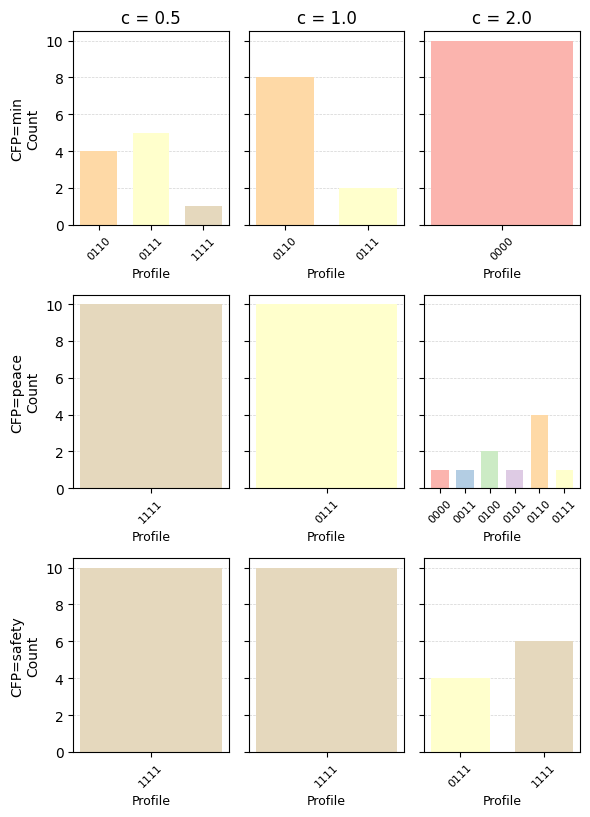 c = 0.5
c = 1.0
c = 2.0
CFP=min
Count
10
8
6
4
2
0
0110
0111
1111
Profile
0110
0111
Profile
0000
Profile
CFP=peace
Count
10
8
6
4
2
0
1111
Profile
0111
Profile
0000
0011
0100
0101
0110
0111
Profile
CFP=safety
Count
10
8
6
4
2
0
1111
Profile
1111
Profile
0111
1111
Profile